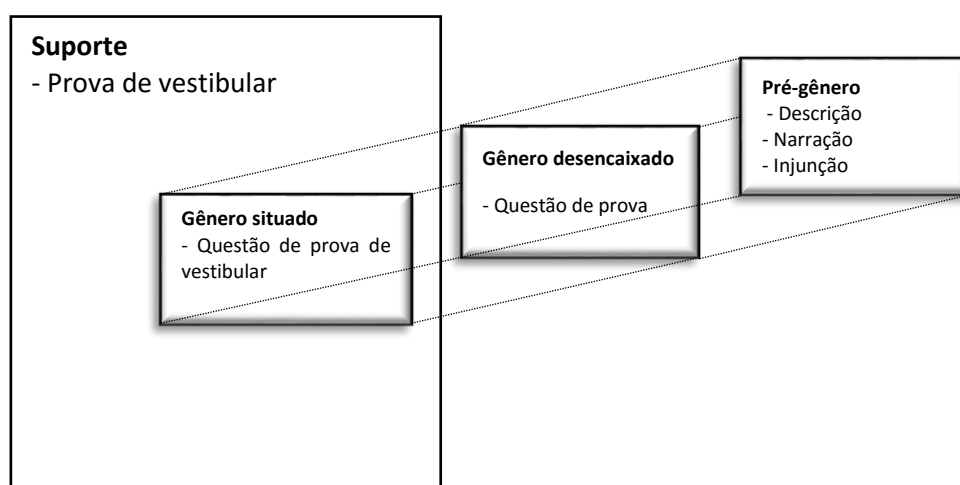 Suporte
- Prova de vestibular
Pré-gênero
- Descrição
- Narração
- Injunção
Gênero desencaixado
- Questão de prova
Gênero situado
- Questão de prova de
vestibular